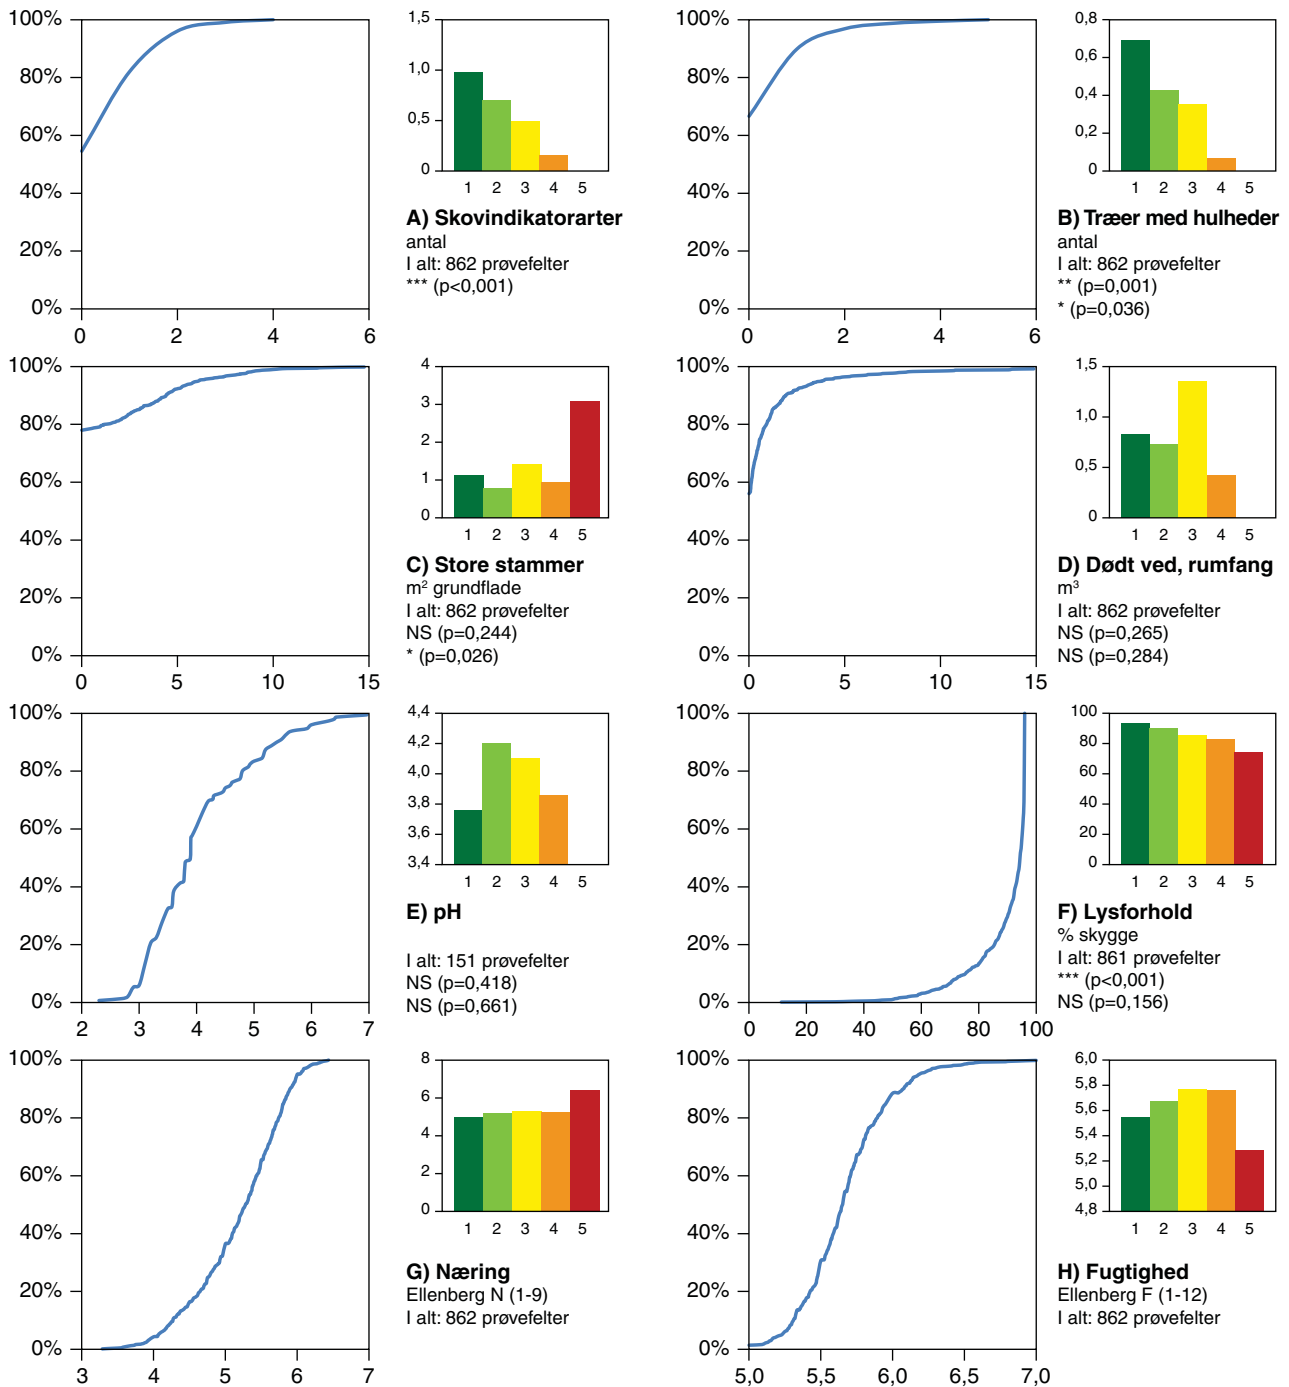 100%
80%
60%
40%
20%
0%
0 2 4 6
1,5
1,0
0,5
0
1 2 3 4 5
A) Skovindikatorarter
antal
I alt: 862 prøvefelter
*** (p<0,001)
100%
80%
60%
40%
20%
0%
0 2 4 6
0,8
0,6
0,4
0,2
0
1 2 3 4 5
B) Træer med hulheder
antal
I alt: 862 prøvefelter
** (p=0,001)
* (p=0,036)
100%
80%
60%
40%
20%
0%
0 5 10 15
4
3
2
1
0
1 2 3 4 5
C) Store stammer
m² grundflade
I alt: 862 prøvefelter
NS (p=0,244)
* (p=0,026)
100%
80%
60%
40%
20%
0%
0 5 10 15
1,5
1,0
0,5
0
1 2 3 4 5
D) Dødt ved, rumfang
m³
I alt: 862 prøvefelter
NS (p=0,265)
NS (p=0,284)
100%
80%
60%
40%
20%
0%
2 3 4 5 6 7
4,4
4,2
4,0
3,8
3,6
3,4
1 2 3 4 5
E) pH
I alt: 151 prøvefelter
NS (p=0,418)
NS (p=0,661)
100%
80%
60%
40%
20%
0%
0 20 40 60 80 100
100
80
60
40
20
0
1 2 3 4 5
F) Lysforhold
% skygge
I alt: 861 prøvefelter
*** (p<0,001)
NS (p=0,156)
100%
80%
60%
40%
20%
0%
3 4 5 6 7
8
6
4
2
0
1 2 3 4 5
G) Næring
Ellenberg N (1-9)
I alt: 862 prøvefelter
100%
80%
60%
40%
20%
0%
5,0 5,5 6,0 6,5 7,0
6,0
5,8
5,6
5,4
5,2
5,0
4,8
1 2 3 4 5
H) Fugtighed
Ellenberg F (1-12)
I alt: 862 prøvefelter